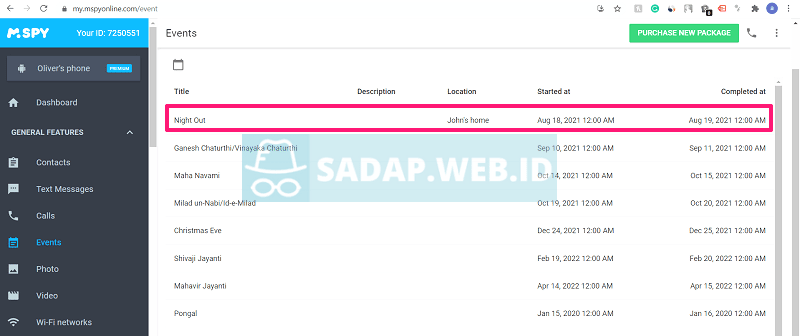 my.mspyonline.com/event
mSPY
Your ID: 7250551
Events
PURCHASE NEW PACKAGE
Oliver's phone
PREMIUM
Dashboard
GENERAL FEATURES
Contacts
Text Messages
Calls
Events
Photo
Video
Wi-Fi networks
Title Description Location Started at Completed at
Night Out John's home Aug 18, 2021 12:00 AM Aug 19, 2021 12:00 AM
Ganesh Chaturthi/Vinayaka Chaturthi Sep 10, 2021 12:00 AM Sep 11, 2021 12:00 AM
Maha Navami Oct 14, 2021 12:00 AM Oct 15, 2021 12:00 AM
Milad un-Nabi/Id-e-Milad Oct 19, 2021 12:00 AM Oct 20, 2021 12:00 AM
Christmas Eve Dec 24, 2021 12:00 AM Dec 25, 2021 12:00 AM
Shivaji Jayanti Feb 19, 2022 12:00 AM Feb 20, 2022 12:00 AM
Mahavir Jayanti Apr 14, 2022 12:00 AM Apr 15, 2022 12:00 AM
Pongal Jan 15, 2020 12:00 AM Jan 16, 2020 12:00 AM
SADAP.WEB.ID